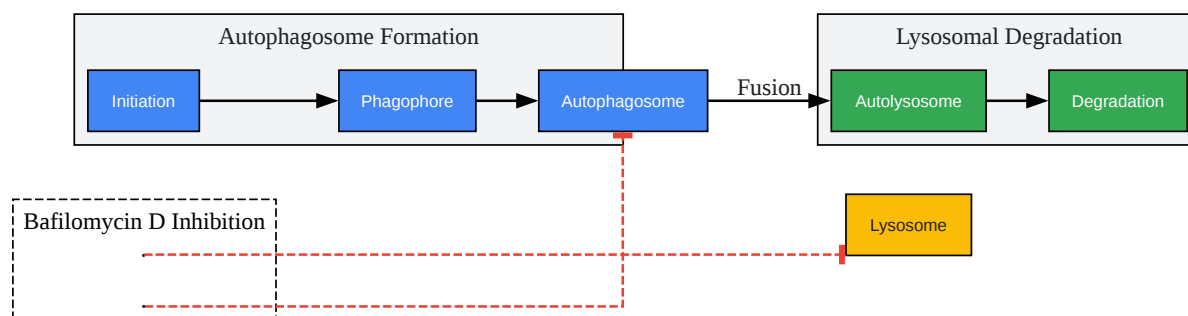 Autophagosome Formation
Lysosomal Degradation
Initiation
Phagophore
Autophagosome
Fusion
Autolysosome
Degradation
Bafilomycin D Inhibition
Lysosome